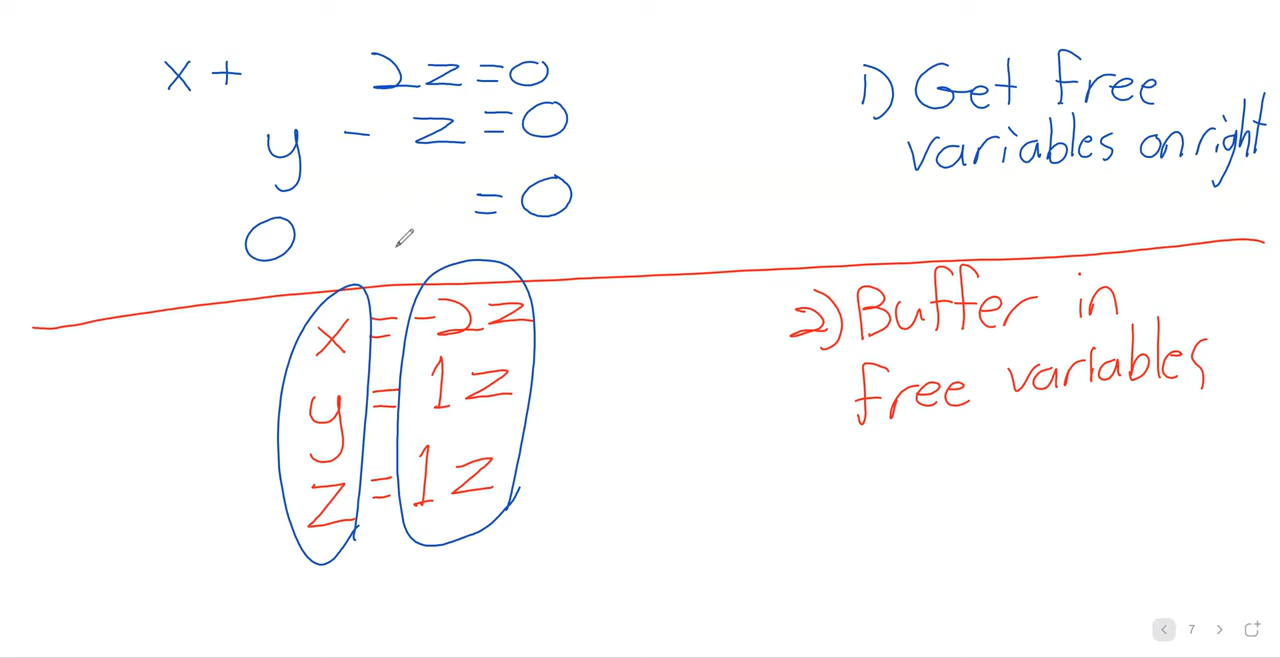 x + 2z = 0
y - z = 0
0 = 0
1) Get free
variables on right
x = -2z
y = 1z
z = 1z
2) Buffer in
free variables
7